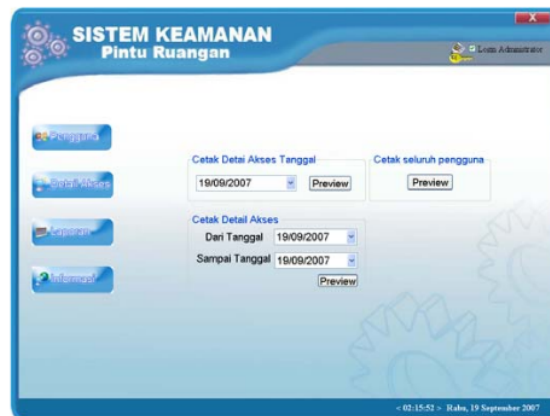 SISTEM KEAMANAN
Pintu Ruangan
X
Login Administrator
Pengguna
Detail Akses
Laporan
Informasi
Cetak Detai Akses Tanggal
19/09/2007
Preview
Cetak seluruh pengguna
Preview
Cetak Detail Akses
Dari Tanggal 19/09/2007
Sampai Tanggal 19/09/2007
Preview
< 02:15:52 > Rabu, 19 September 2007